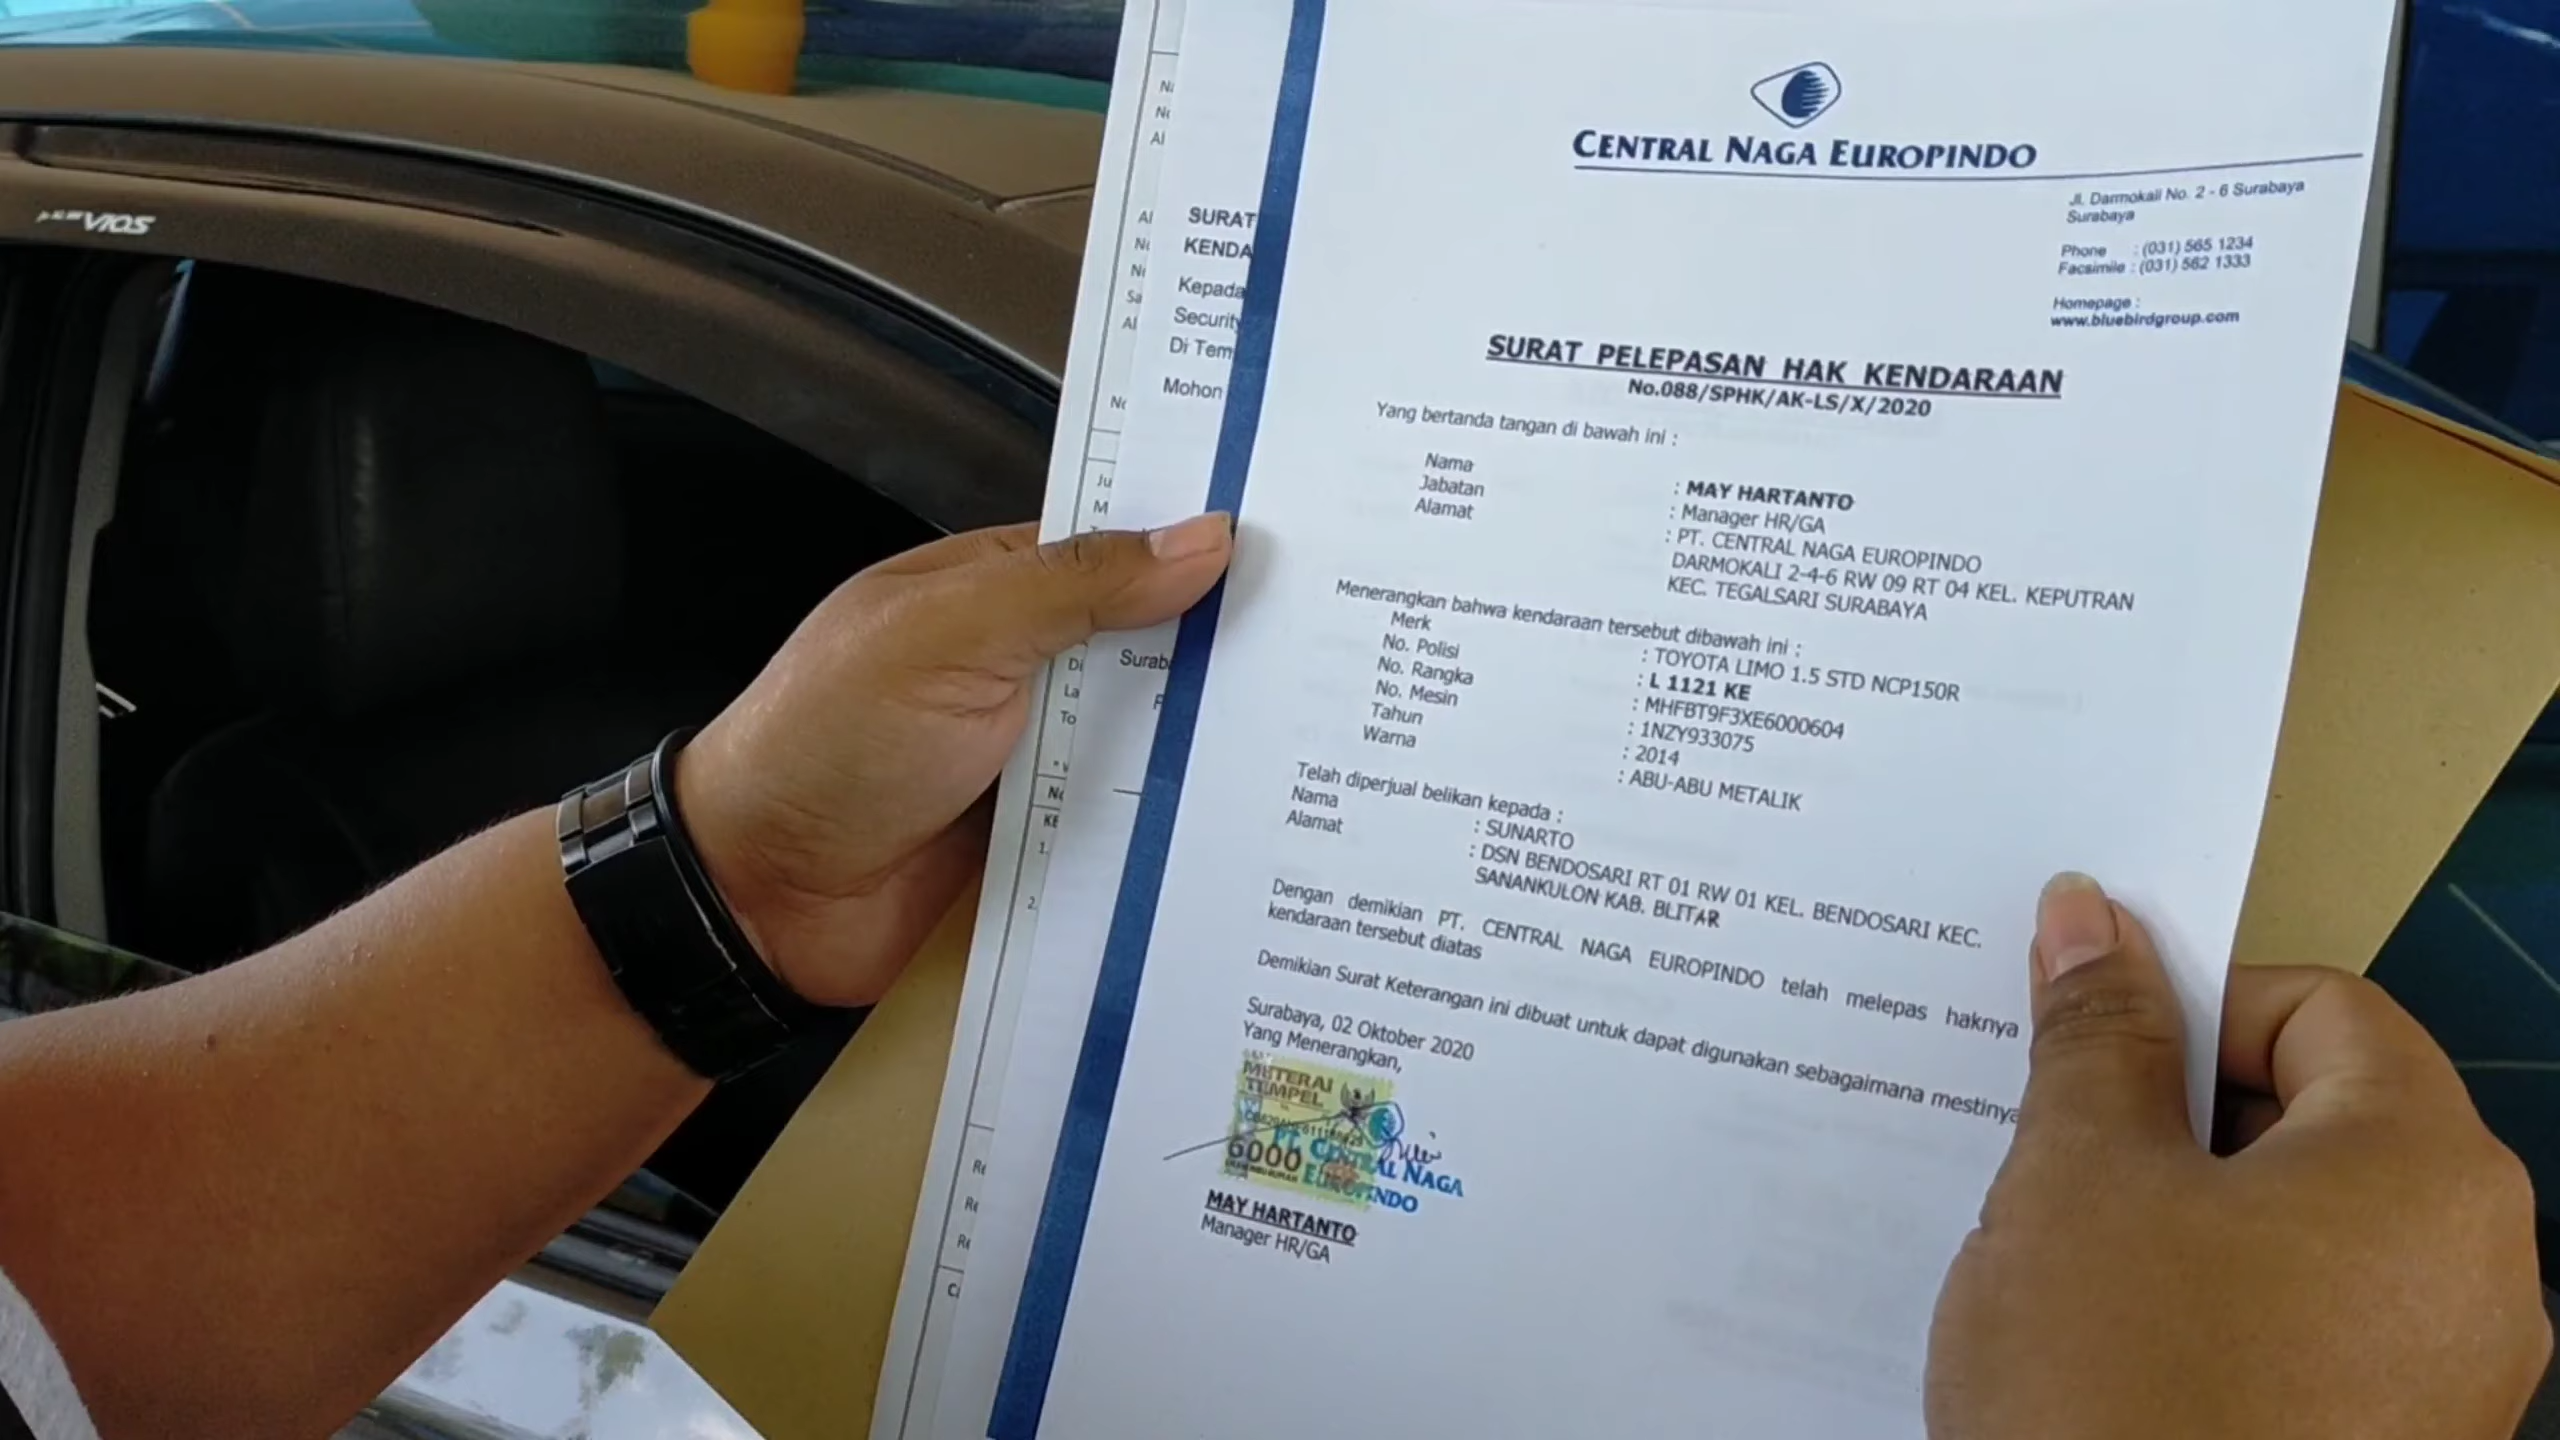 VIOS
CENTRAL NAGA EUROPINDO
Jl. Darmokali No. 2 - 6 Surabaya
Surabaya
Phone : (031) 565 1234
Facsimile : (031) 562 1333
Homepage :
www.bluebirdgroup.com
SURAT PELEPASAN HAK KENDARAAN
No.088/SPHK/AK-LS/X/2020
Yang bertanda tangan di bawah ini :
Nama : MAY HARTANTO
Jabatan : Manager HR/GA
Alamat : PT. CENTRAL NAGA EUROPINDO
DARMOKALI 2-4-6 RW 09 RT 04 KEL. KEPUTRAN
KEC. TEGALSARI SURABAYA
Menerangkan bahwa kendaraan tersebut dibawah ini :
Merk : TOYOTA LIMO 1.5 STD NCP150R
No. Polisi : L 1121 KE
No. Rangka : MHFBT9F3XE6000604
No. Mesin : 1NZY933075
Tahun : 2014
Warna : ABU-ABU METALIK
Telah diperjual belikan kepada :
Nama : SUNARTO
Alamat : DSN BENDOSARI RT 01 RW 01 KEL. BENDOSARI KEC.
SANANKULON KAB. BLITAR
Dengan demikian PT. CENTRAL NAGA EUROPINDO telah melepas haknya
kendaraan tersebut diatas
Demikian Surat Keterangan ini dibuat untuk dapat digunakan sebagaimana mestinya
Surabaya, 02 Oktober 2020
Yang Menerangkan,
METERAI
TEMPEL
6000
PT. CENTRAL NAGA
EUROPINDO
MAY HARTANTO
Manager HR/GA
SURAT
KENDA
Kepada
Security
Di Tem
Mohon
Surab